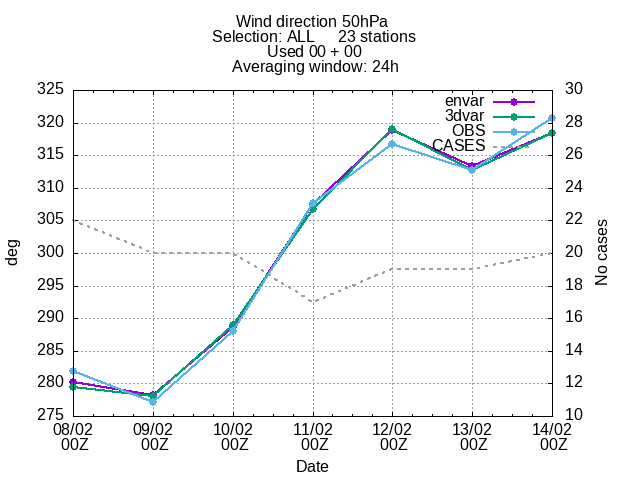 Wind direction 50hPa
Selection: ALL 23 stations
Used 00 + 00
Averaging window: 24h
325
320
315
310
305
300
295
290
285
280
275
deg
30
28
26
24
22
20
18
16
14
12
10
No cases
envar
3dvar
OBS
CASES
08/02 09/02 10/02 11/02 12/02 13/02 14/02
00Z 00Z 00Z 00Z 00Z 00Z 00Z
Date